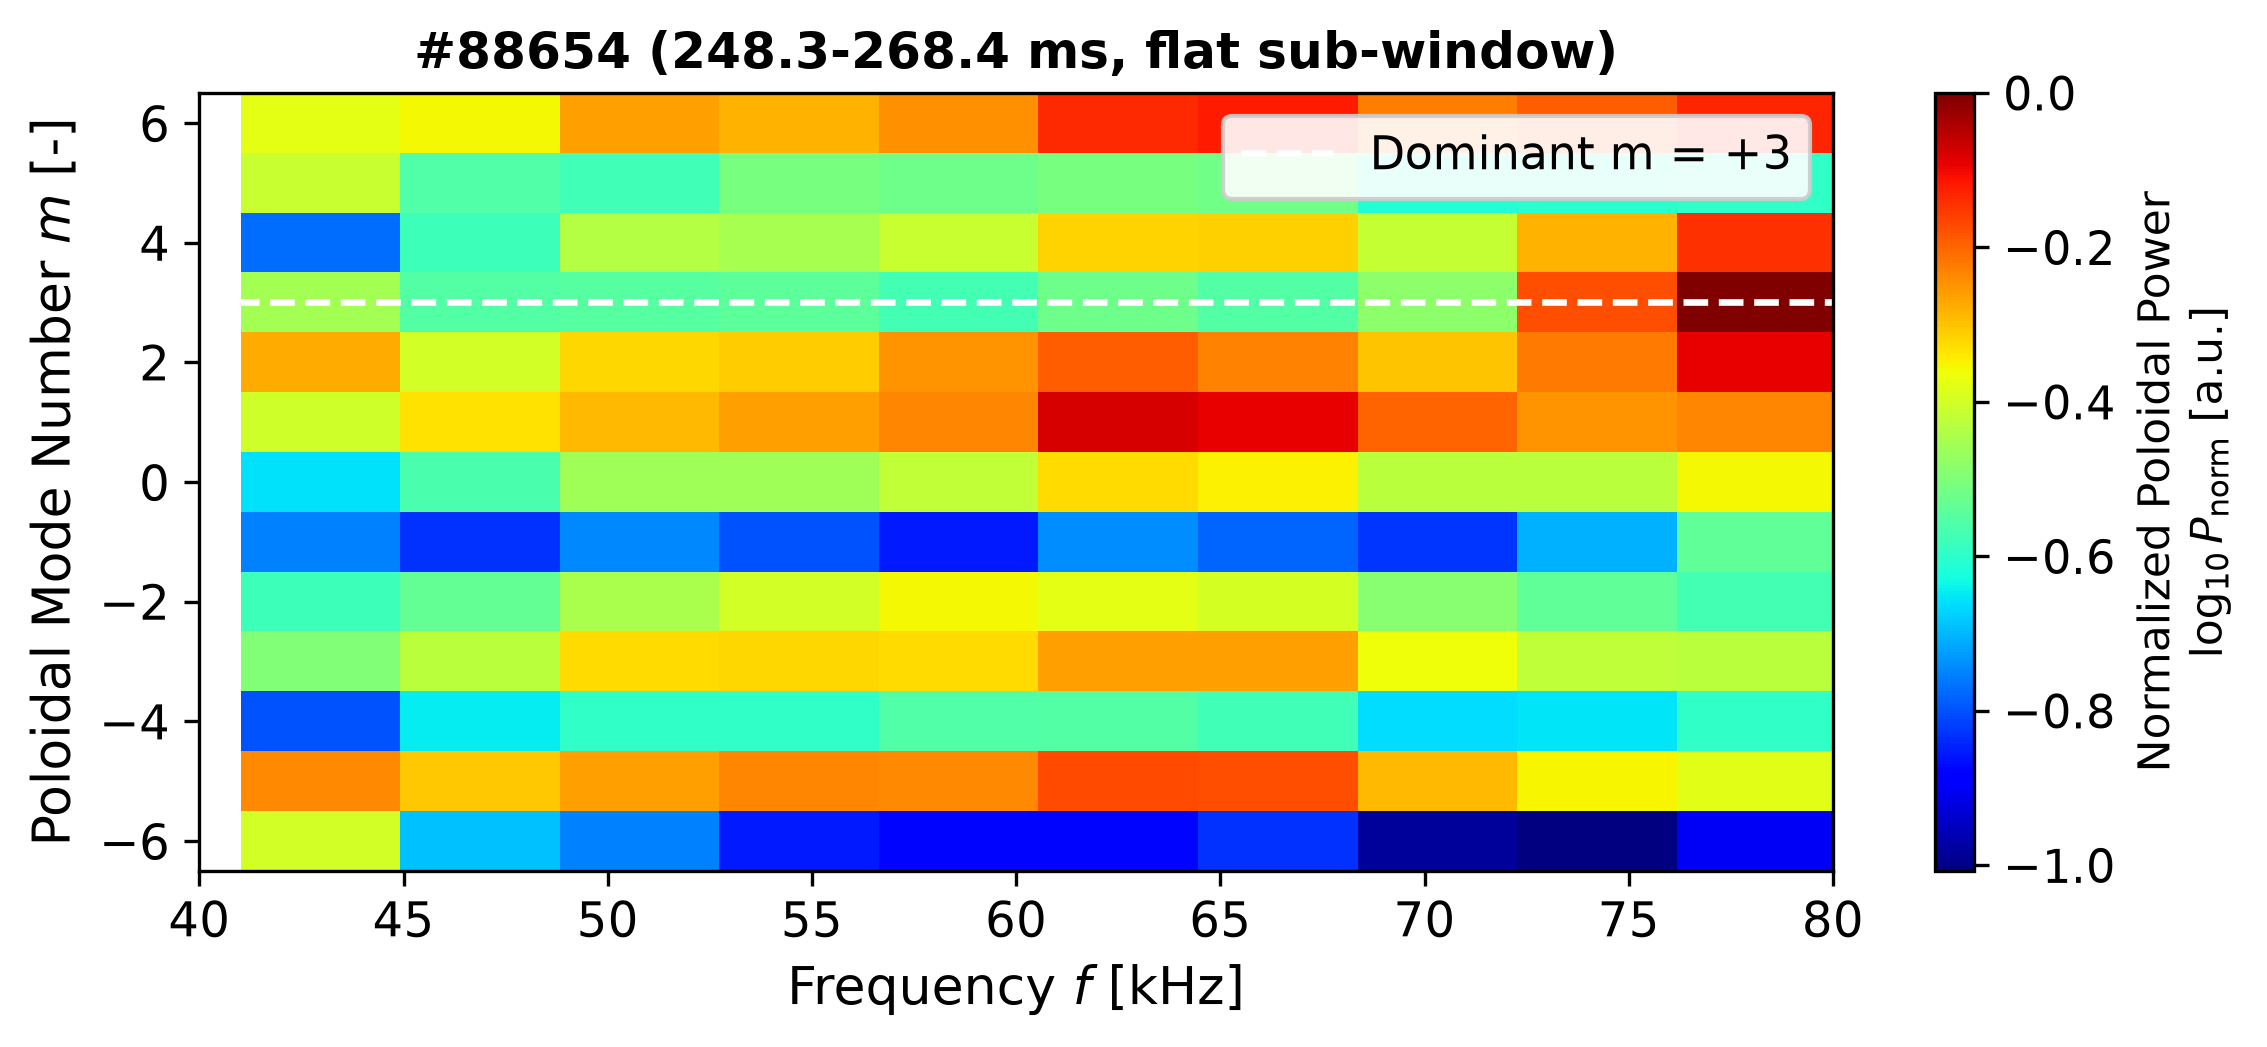 #88654 (248.3-268.4 ms, flat sub-window)
Poloidal Mode Number m [-]
6
4
2
0
−2
−4
−6
Dominant m = +3
40 45 50 55 60 65 70 75 80
Frequency f [kHz]
0.0
−0.2
−0.4
−0.6
−0.8
−1.0
Normalized Poloidal Power
log₁₀ Pₙₒᵣₘ [a.u.]